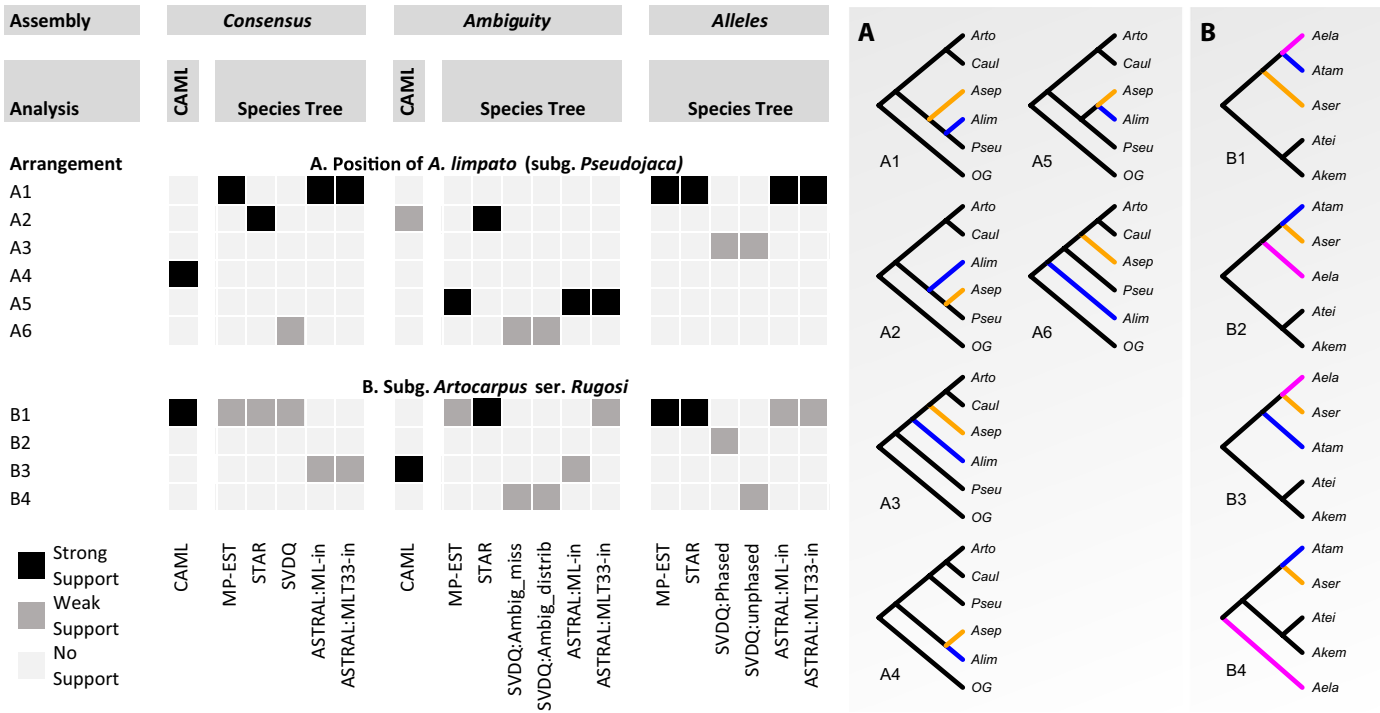 Assembly
Consensus
Ambiguity
Alleles
Analysis
CAML
Species Tree
CAML
Species Tree
Species Tree
Arrangement
A. Position of A. limpato (subg. Pseudojaca)
A1
A2
A3
A4
A5
A6
B. Subg. Artocarpus ser. Rugosi
B1
B2
B3
B4
Strong
Support
Weak
Support
No
Support
CAML
MP-EST
STAR
SVDQ
ASTRAL:ML-in
ASTRAL:MLT33-in
CAML
MP-EST
STAR
SVDQ:Ambig_miss
SVDQ:Ambig_distrib
ASTRAL:ML-in
ASTRAL:MLT33-in
MP-EST
STAR
SVDQ:Phased
SVDQ:unphased
ASTRAL:ML-in
ASTRAL:MLT33-in
A
Arto
Caul
Asep
Alim
Pseu
OG
A1
Arto
Caul
Alim
Asep
Pseu
OG
A2
Arto
Caul
Asep
Alim
Pseu
OG
A3
Arto
Caul
Pseu
Asep
Alim
OG
A4
Arto
Caul
Asep
Alim
Pseu
OG
A5
Arto
Caul
Asep
Pseu
Alim
OG
A6
B
Aela
Atam
Aser
Atei
Akem
B1
Atam
Aser
Aela
Atei
Akem
B2
Aela
Aser
Atam
Atei
Akem
B3
Atam
Aser
Atei
Akem
Aela
B4